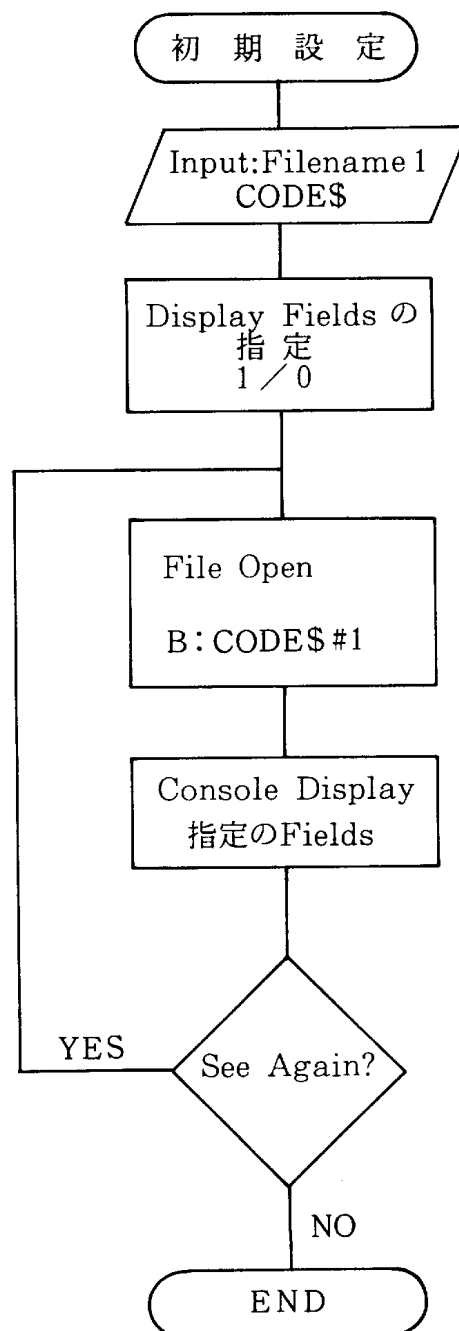 初 期 設 定
Input:Filename 1
CODE$
Display Fields の
指 定
1／0
File Open
B：CODE$ #1
Console Display
指定のFields
See Again?
YES
NO
END